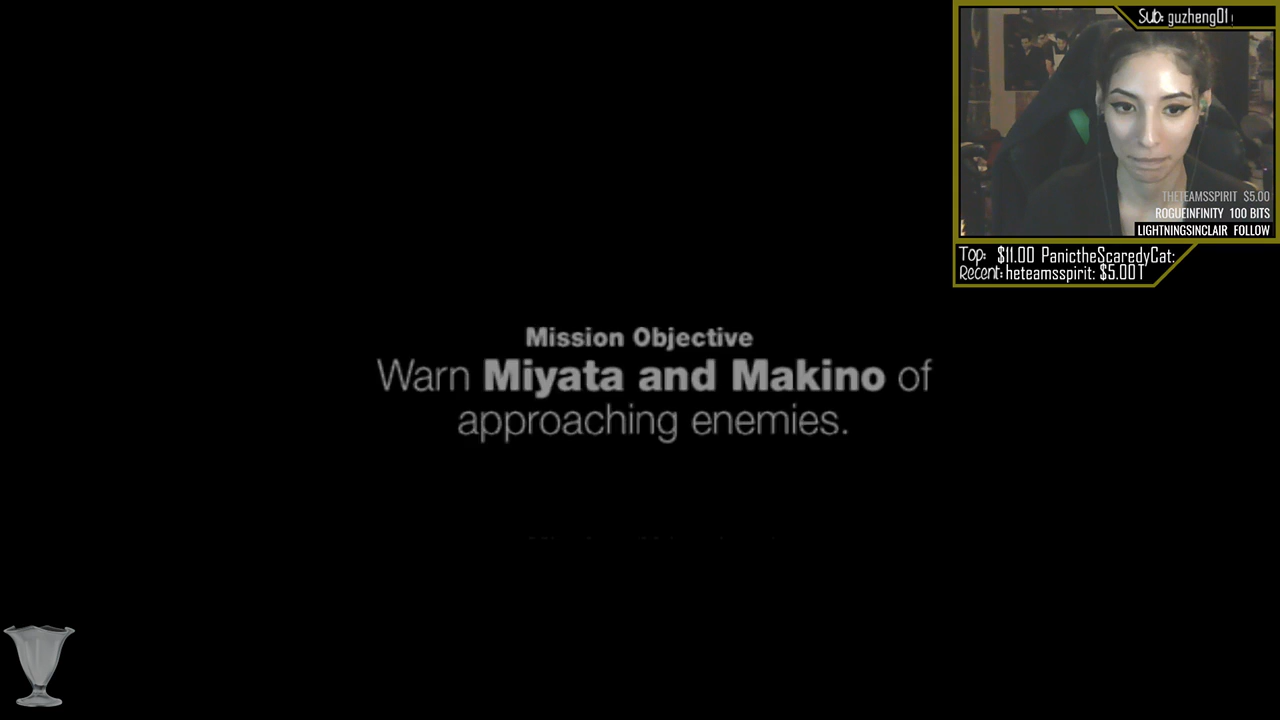 Sub: guzheng01
THETEAMSSPIRIT $5.00
ROGUEINFINITY 100 BITS
LIGHTNINGSINCLAIR FOLLOW
Top: $11.00 PanictheScaredyCat:
Recent: heteamsspirit: $5.00T
Mission Objective
Warn Miyata and Makino of
approaching enemies.